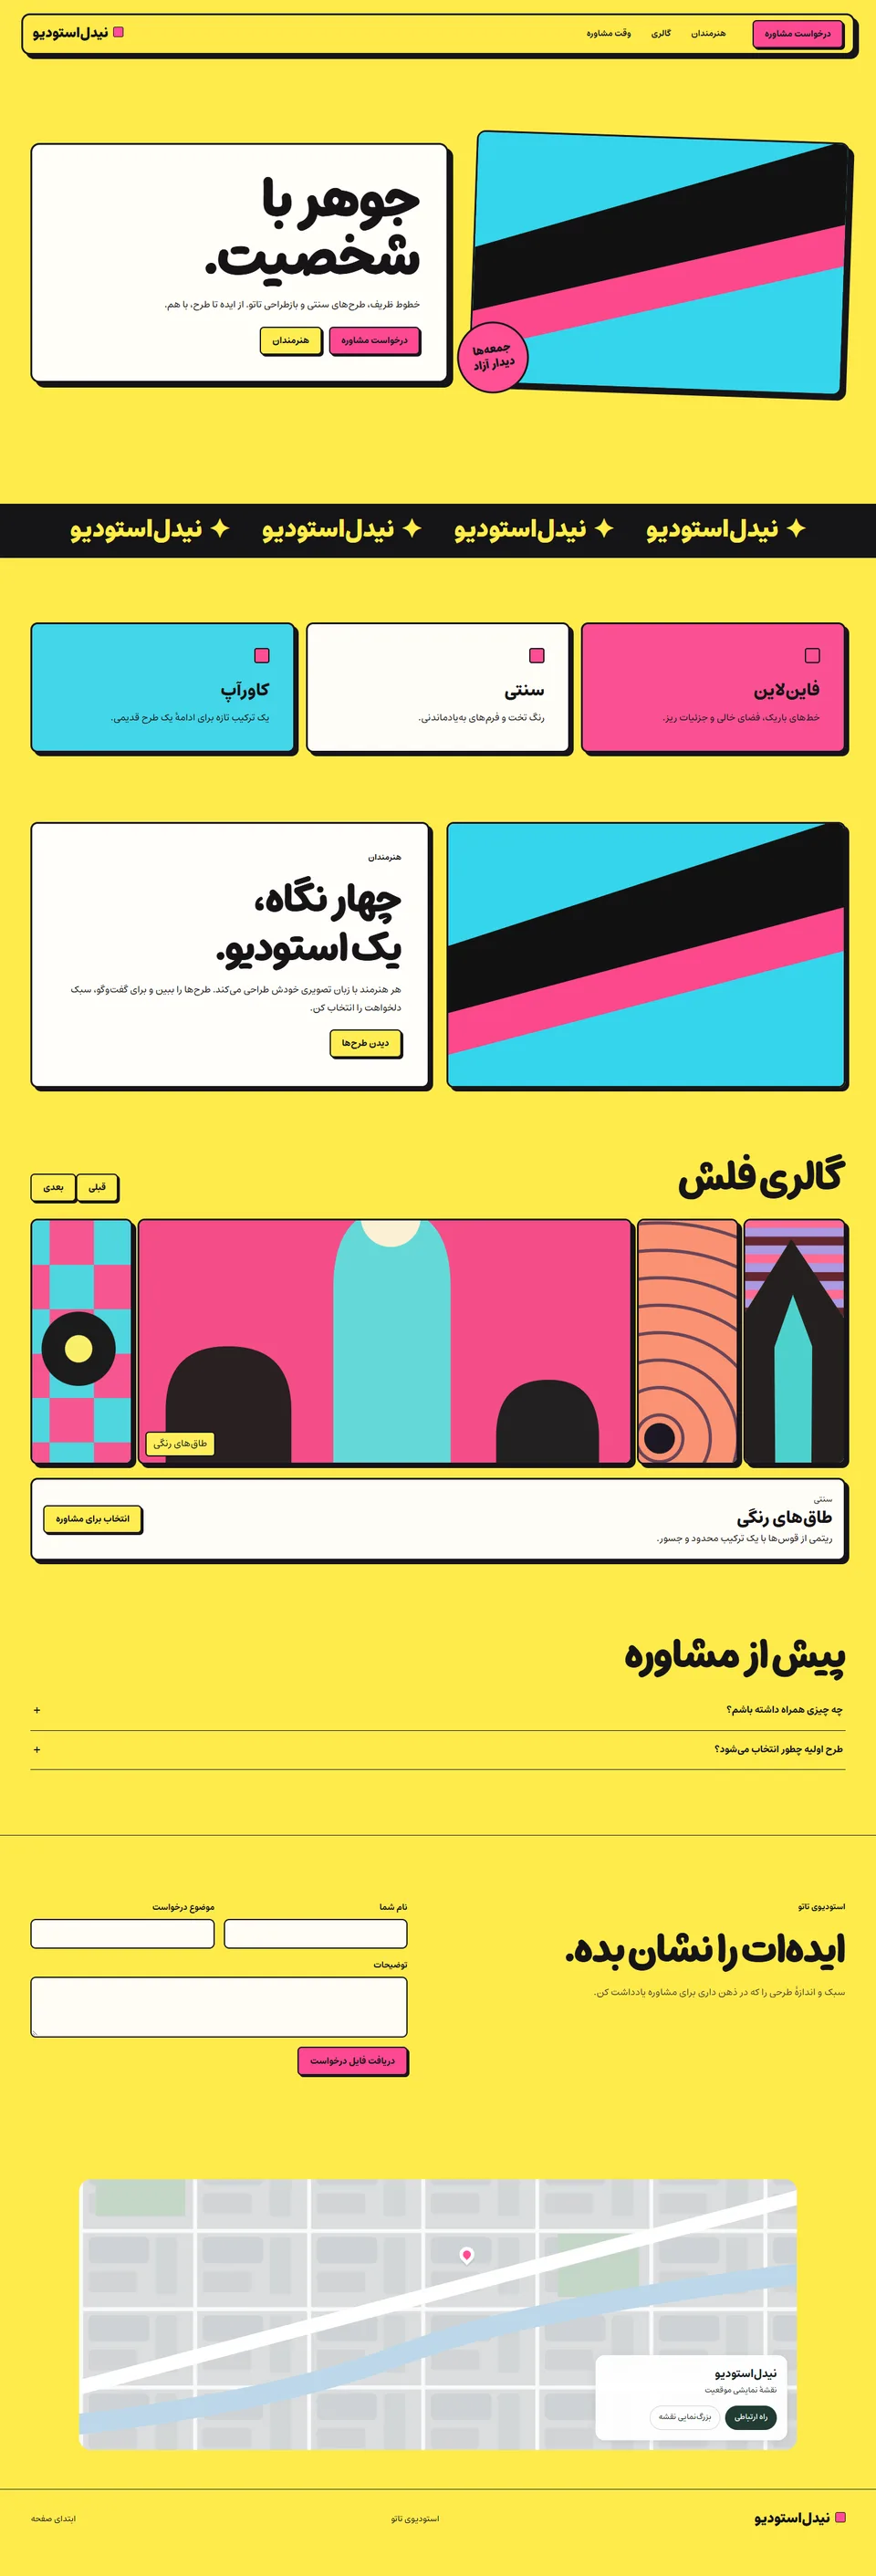 نیدل‌استودیو
هنرمندان
گالری
وقت مشاوره
درخواست مشاوره
جوهر با
شخصیت.
خطوط ظریف، طرح‌های سنتی و بازطراحی تاتو. از ایده تا طرح، با هم.
درخواست مشاوره
هنرمندان
جمعه‌ها
دیدار آزاد
✦ نیدل‌استودیو ✦ نیدل‌استودیو ✦ نیدل‌استودیو ✦ نیدل‌استودیو
فاین‌لاین
خط‌های باریک، فضای خالی و جزئیات ریز.
سنتی
رنگ تخت و فرم‌های به‌یادماندنی.
کاورآپ
یک ترکیب تازه برای ادامهٔ یک طرح قدیمی.
هنرمندان
چهار نگاه،
یک استودیو.
هر هنرمند با زبان تصویری خودش طراحی می‌کند. طرح‌ها را ببین و برای گفت‌وگو، سبک
دلخواهت را انتخاب کن.
دیدن طرح‌ها
گالری فلش
قبلی
بعدی
طاق‌های رنگی
سنتی
طاق‌های رنگی
ریتمی از قوس‌ها با یک ترکیب محدود و جسور.
انتخاب برای مشاوره
پیش از مشاوره
چه چیزی همراه داشته باشم؟ +
طرح اولیه چطور انتخاب می‌شود؟ +
استودیوی تاتو
ایده‌ات را نشان بده.
سبک و اندازهٔ طرحی را که در ذهن داری برای مشاوره یادداشت کن.
نام شما
موضوع درخواست
توضیحات
دریافت فایل درخواست
نیدل‌استودیو
نقشهٔ نمایشی موقعیت
راه ارتباطی
بزرگ‌نمایی نقشه
نیدل‌استودیو
استودیوی تاتو
ابتدای صفحه